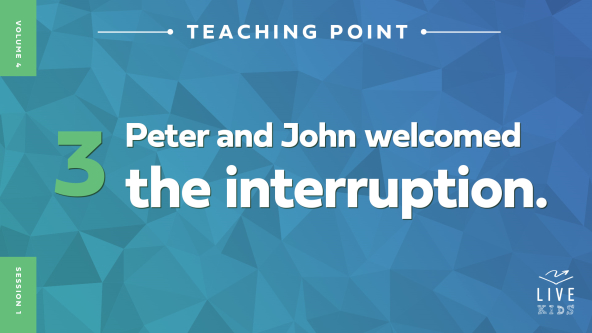 VOLUME 4
TEACHING POINT
3
Peter and John welcomed
the interruption.
SESSION 1
LIVE
KIDS